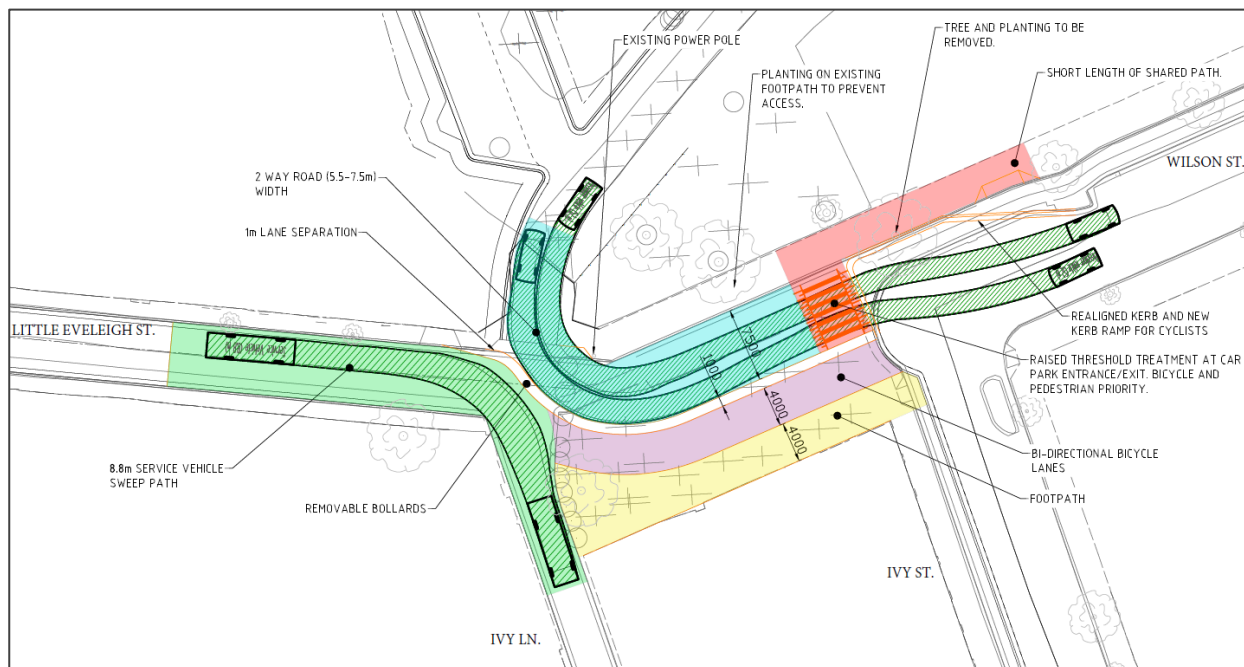 TREE AND PLANTING TO BE
REMOVED.
EXISTING POWER POLE
SHORT LENGTH OF SHARED PATH.
PLANTING ON EXISTING
FOOTPATH TO PREVENT
ACCESS.
WILSON ST.
2 WAY ROAD (5.5-7.5m)
WIDTH
1m LANE SEPARATION
LITTLE EVELEIGH ST.
REALIGNED KERB AND NEW
KERB RAMP FOR CYCLISTS
7500
1000
4000
4000
RAISED THRESHOLD TREATMENT AT CAR
PARK ENTRANCE/EXIT. BICYCLE AND
PEDESTRIAN PRIORITY.
BI-DIRECTIONAL BICYCLE
LANES
8.8m SERVICE VEHICLE
SWEEP PATH
REMOVABLE BOLLARDS
FOOTPATH
IVY ST.
IVY LN.